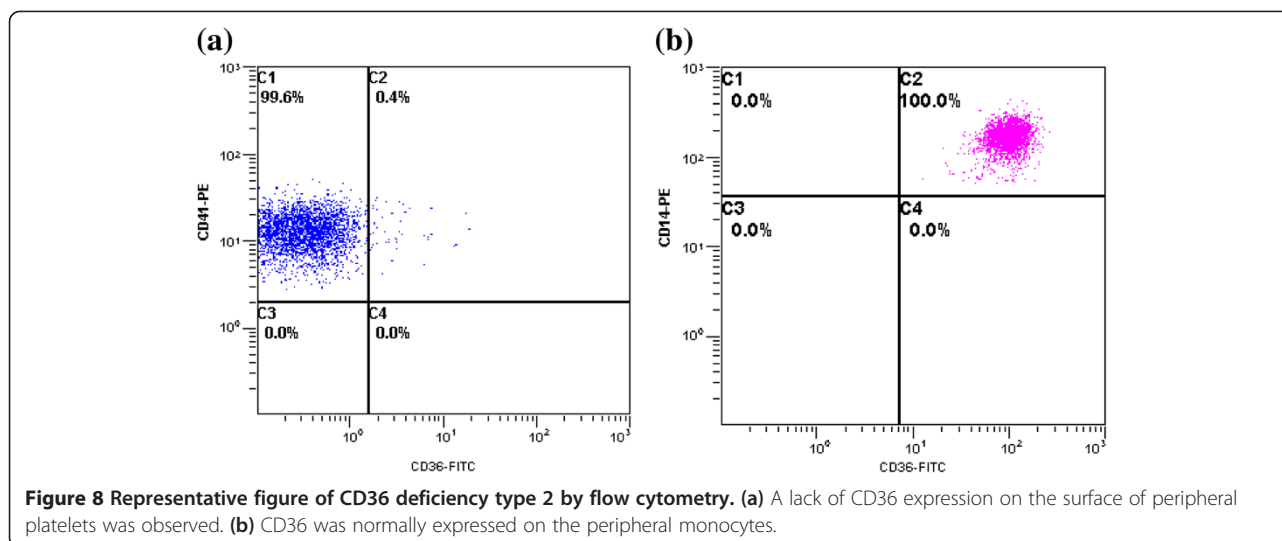 (a)
10³
C1
C2
99.6%
0.4%
10²
CD41-PE
10¹
C3
C4
0.0%
0.0%
10⁰
10⁰
10¹
10²
10³
CD36-FITC
(b)
10³
C1
C2
0.0%
100.0%
10²
CD14-PE
10¹
C3
C4
0.0%
0.0%
10⁰
10⁰
10¹
10²
10³
CD36-FITC
Figure 8 Representative figure of CD36 deficiency type 2 by flow cytometry. (a) A lack of CD36 expression on the surface of peripheral
platelets was observed. (b) CD36 was normally expressed on the peripheral monocytes.